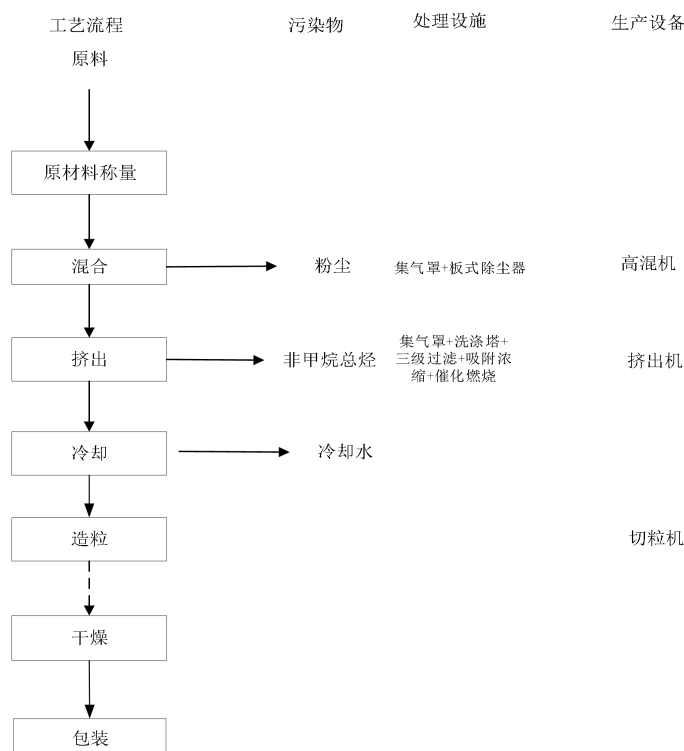 工艺流程
污染物
处理设施
生产设备
原料
原材料称量
混合
粉尘
集气罩+板式除尘器
高混机
挤出
非甲烷总烃
集气罩+洗涤塔+
三级过滤+吸附浓
缩+催化燃烧
挤出机
冷却
冷却水
造粒
切粒机
干燥
包装